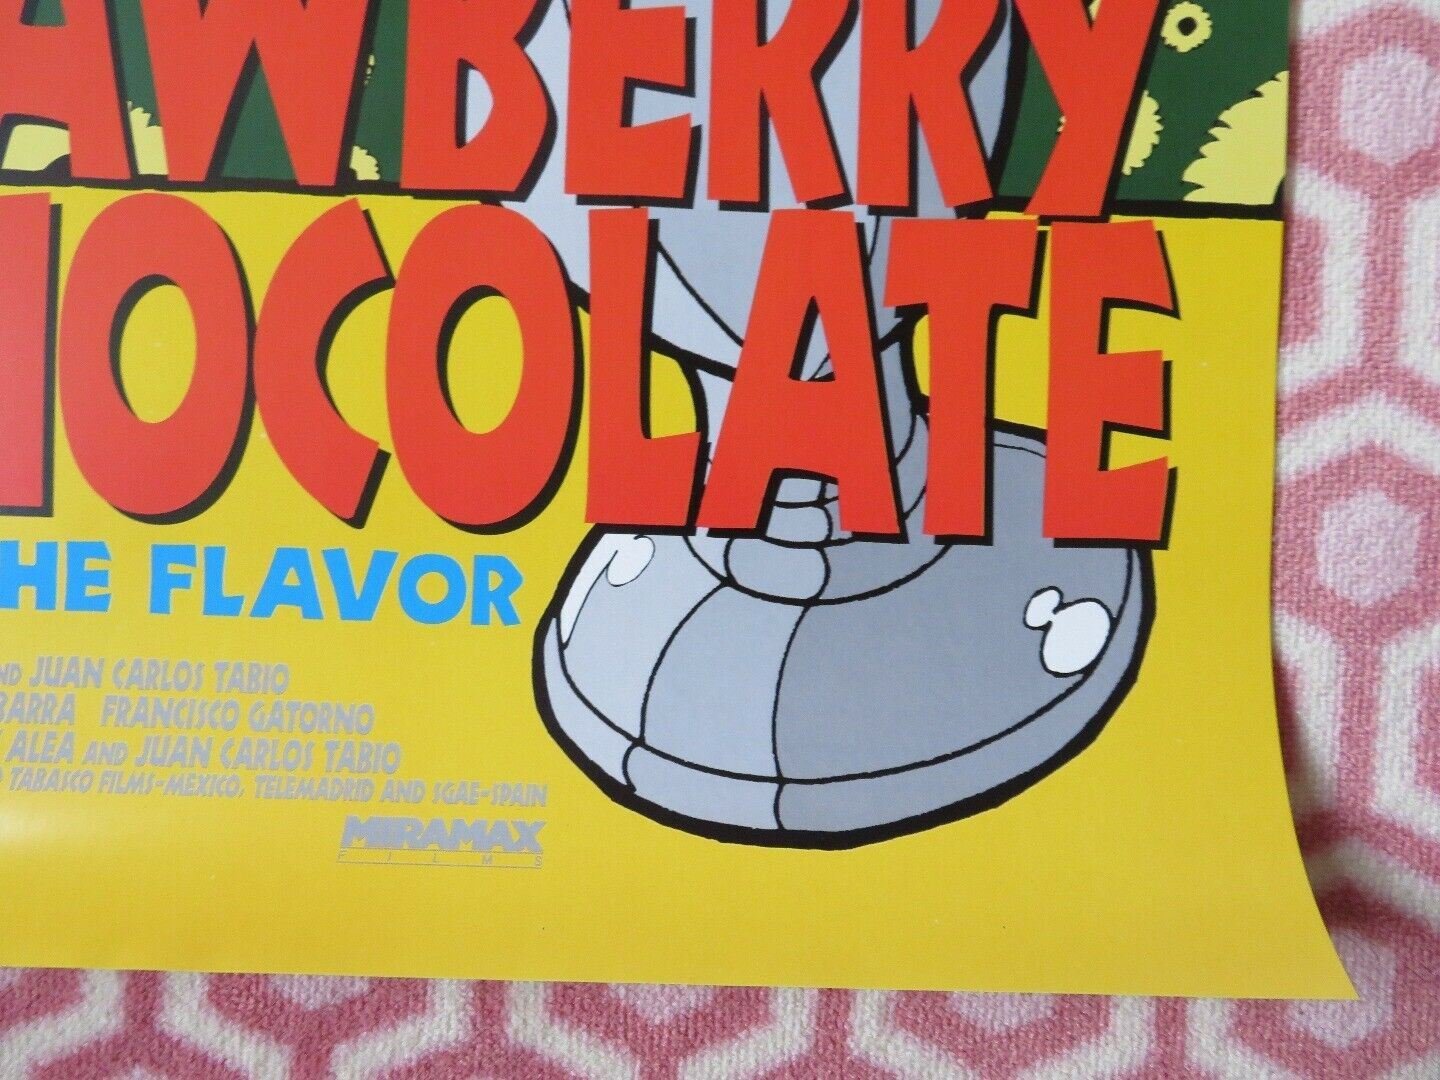 AWBERRY
HOCOLATE
HE FLAVOR
ND JUAN CARLOS TABIO
BARRA FRANCISCO GATORNO
ALEA AND JUAN CARLOS TABIO
TABASCO FILMS-MEXICO, TELEMADRID AND SGAE-SPAIN
MIRAMAX
FILMS